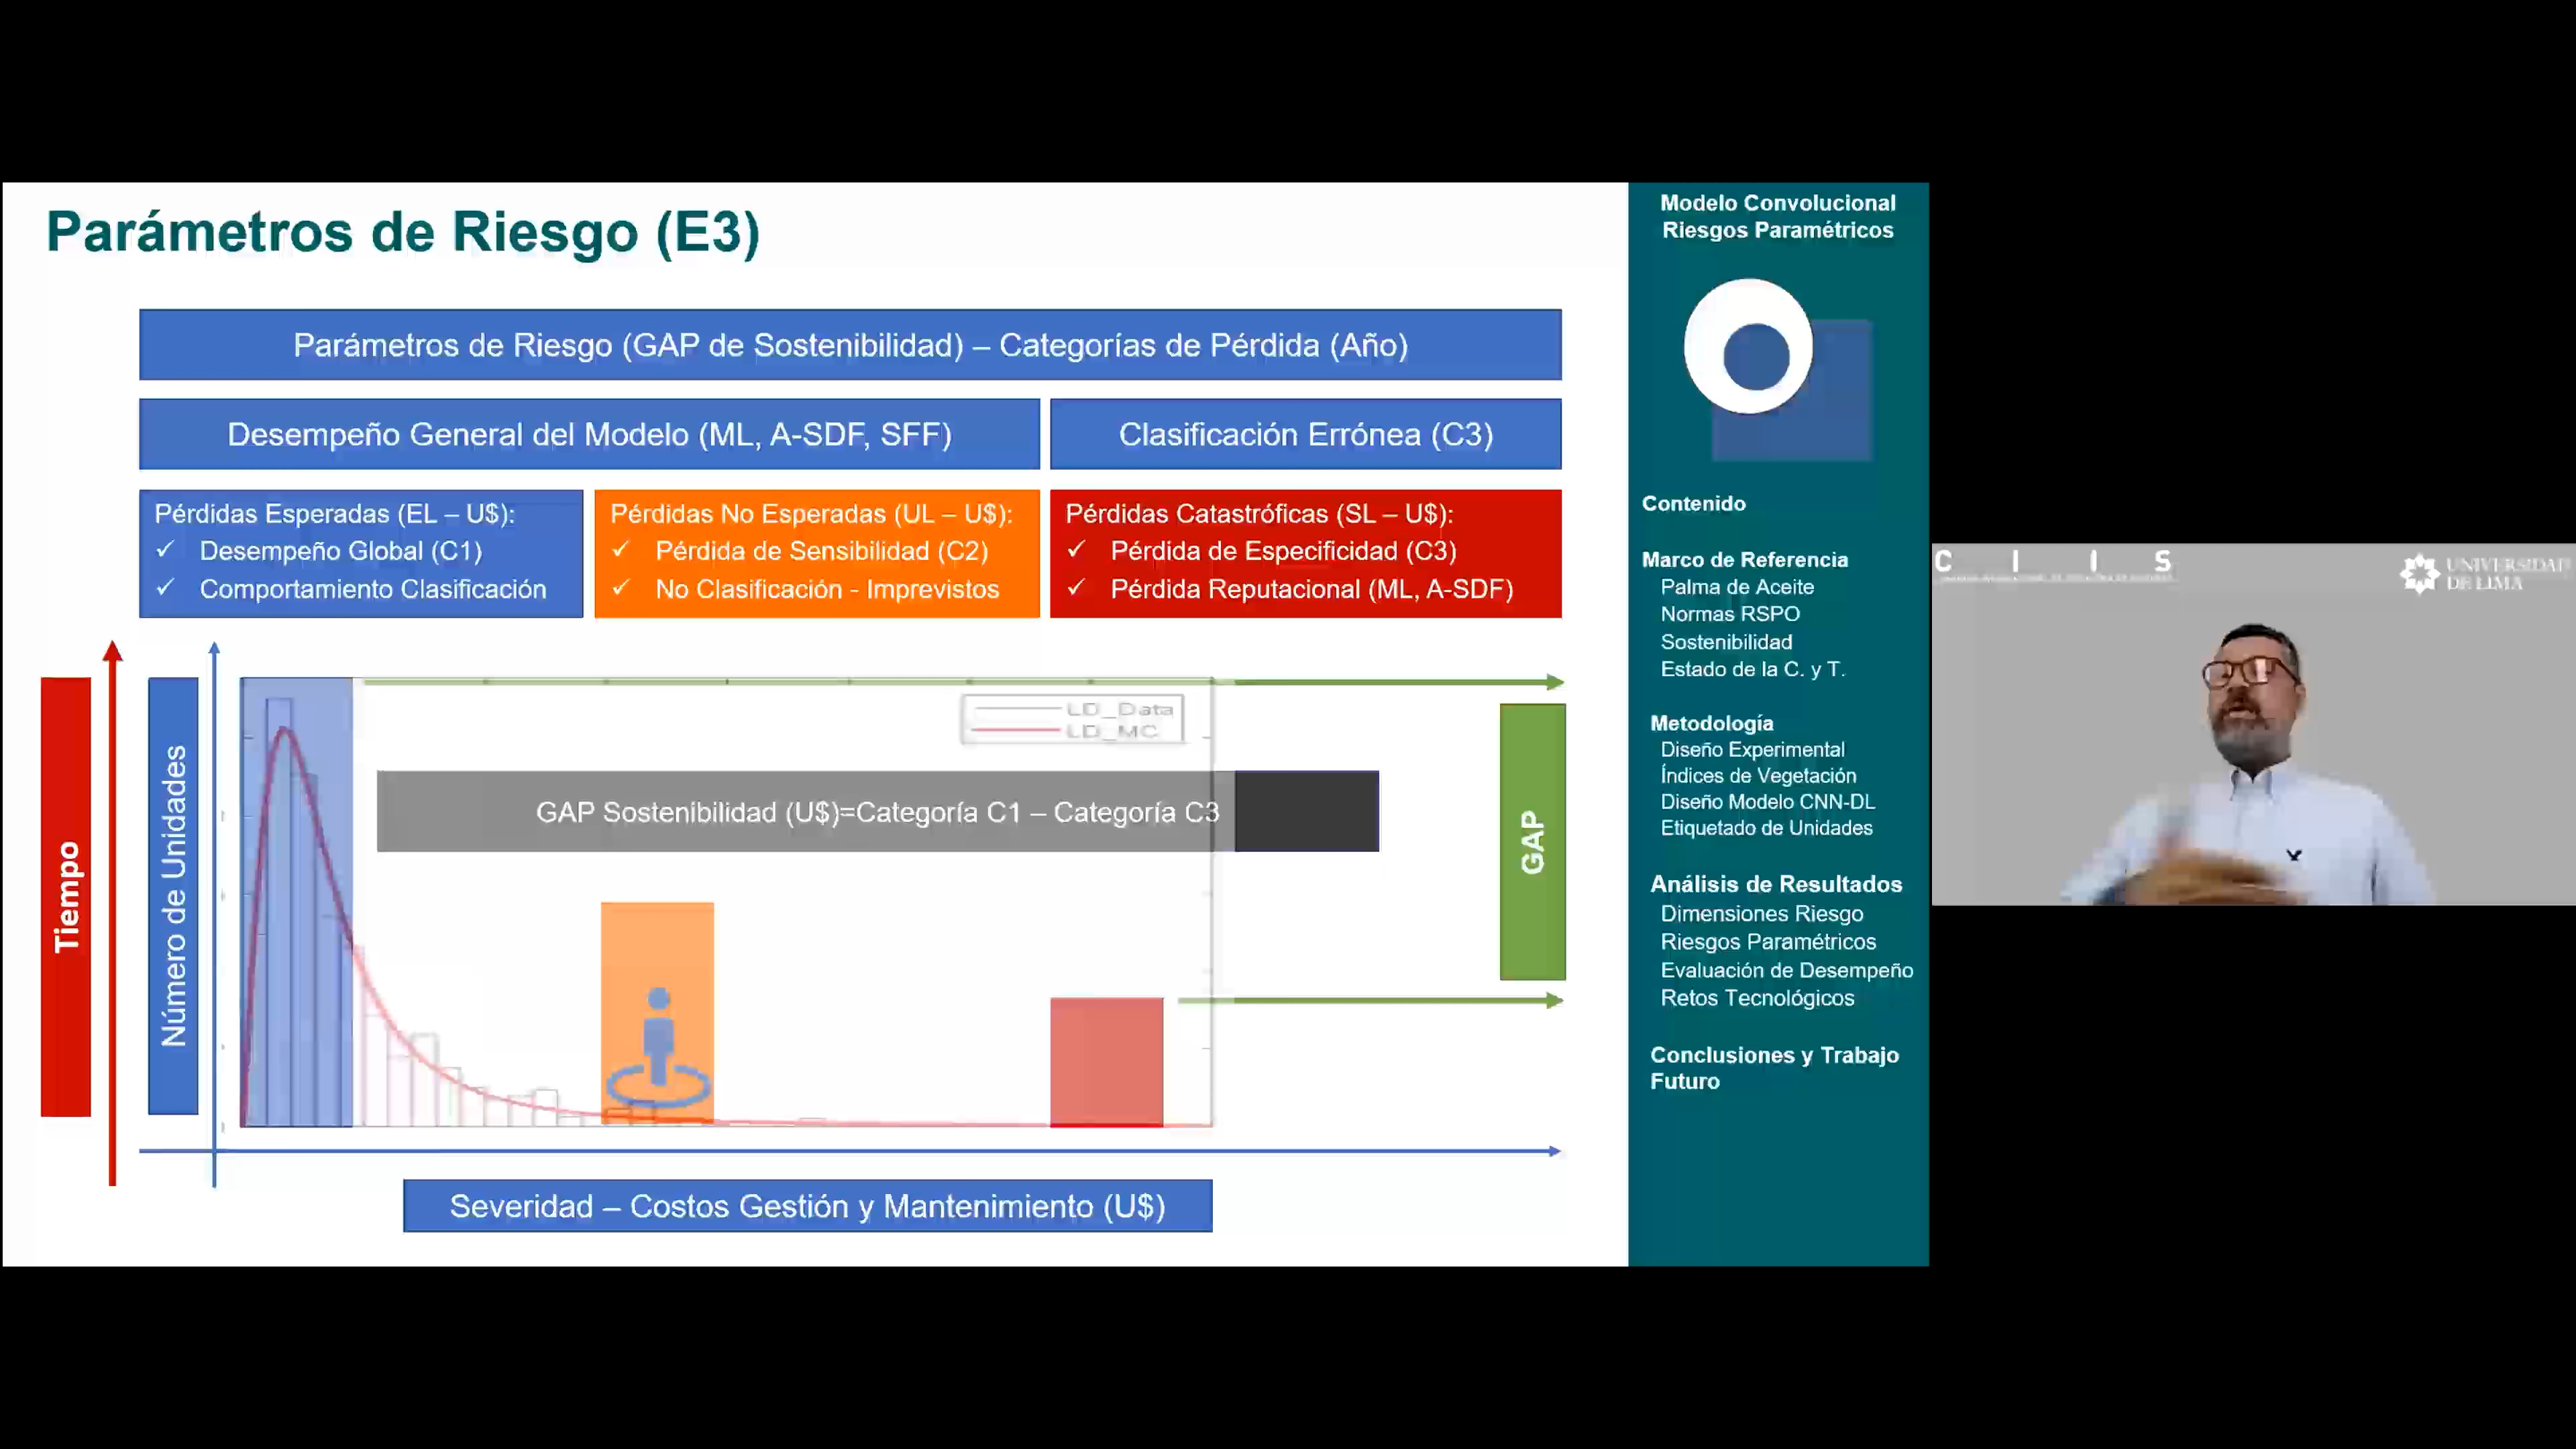 Parámetros de Riesgo (E3)
Parámetros de Riesgo (GAP de Sostenibilidad) – Categorías de Pérdida (Año)
Desempeño General del Modelo (ML, A-SDF, SFF)
Clasificación Errónea (C3)
Pérdidas Esperadas (EL – U$):
✓ Desempeño Global (C1)
✓ Comportamiento Clasificación
Pérdidas No Esperadas (UL – U$):
✓ Pérdida de Sensibilidad (C2)
✓ No Clasificación - Imprevistos
Pérdidas Catastróficas (SL – U$):
✓ Pérdida de Especificidad (C3)
✓ Pérdida Reputacional (ML, A-SDF)
Tiempo
Número de Unidades
LD_Data
LD_MC
GAP Sostenibilidad (U$)=Categoría C1 – Categoría C3
GAP
Severidad – Costos Gestión y Mantenimiento (U$)
Modelo Convolucional
Riesgos Paramétricos
Contenido
Marco de Referencia
Palma de Aceite
Normas RSPO
Sostenibilidad
Estado de la C. y T.
Metodología
Diseño Experimental
Índices de Vegetación
Diseño Modelo CNN-DL
Etiquetado de Unidades
Análisis de Resultados
Dimensiones Riesgo
Riesgos Paramétricos
Evaluación de Desempeño
Retos Tecnológicos
Conclusiones y Trabajo
Futuro
C I I S
UNIVERSIDAD
DE LIMA